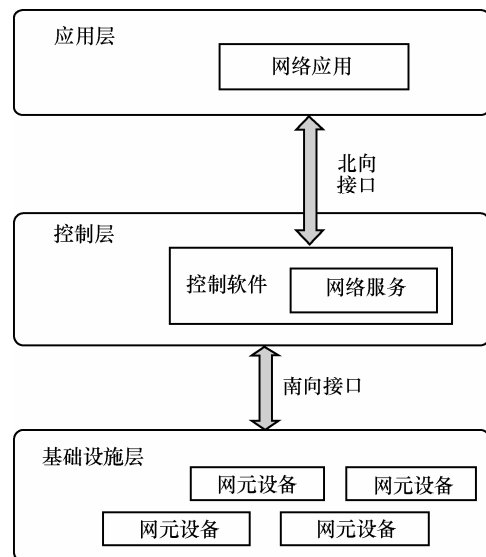 应用层
网络应用
北向
接口
控制层
控制软件
网络服务
南向接口
基础设施层
网元设备
网元设备
网元设备
网元设备